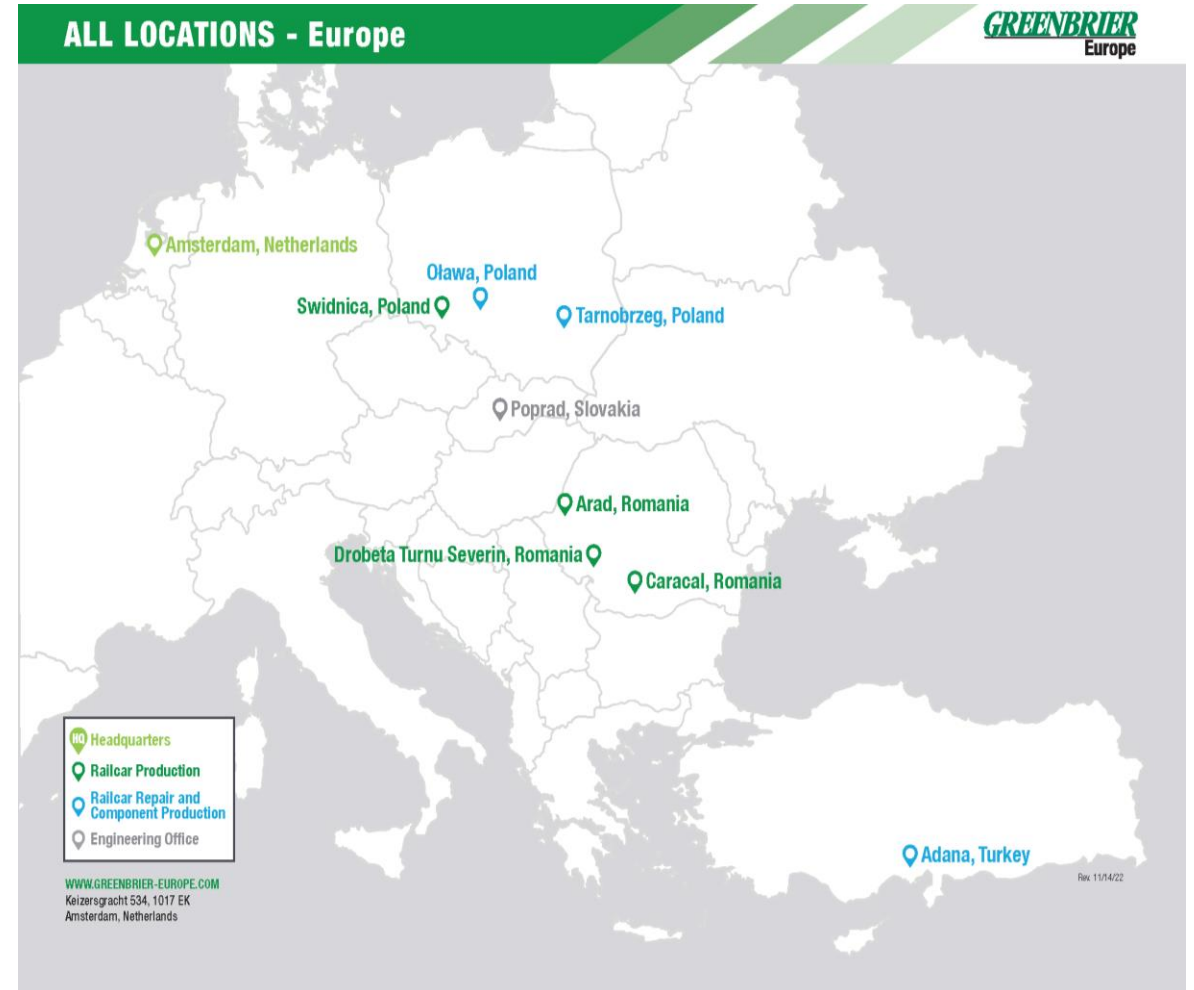 ALL LOCATIONS - Europe
GREENBRIER
Europe
Amsterdam, Netherlands
Oława, Poland
Swidnica, Poland
Tarnobrzeg, Poland
Poprad, Slovakia
Arad, Romania
Drobeta Turnu Severin, Romania
Caracal, Romania
Adana, Turkey
HQ Headquarters
Railcar Production
Railcar Repair and
Component Production
Engineering Office
WWW.GREENBRIER-EUROPE.COM
Keizersgracht 534, 1017 EK
Amsterdam, Netherlands
Rev. 11/14/22